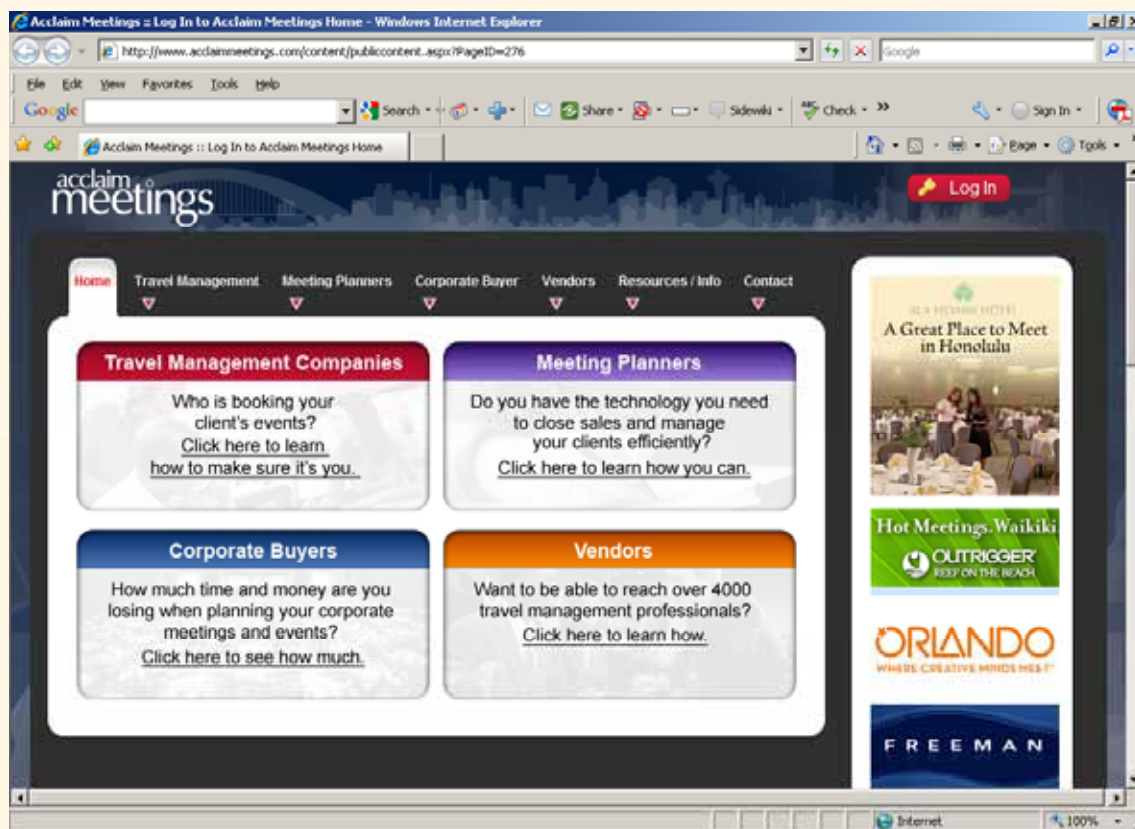 Acclaim Meetings :: Log In to Acclaim Meetings Home - Windows Internet Explorer
http://www.acclaimmeetings.com/content/publiccontent.aspx?PageID=276
Google
File Edit View Favorites Tools Help
Google Search Share Sidewiki Check Sign In
Acclaim Meetings :: Log In to Acclaim Meetings Home
Page Tools
acclaim
meetings
Log In
Home Travel Management Meeting Planners Corporate Buyer Vendors Resources / Info Contact
Travel Management Companies
Who is booking your
client's events?
Click here to learn
how to make sure it's you.
Meeting Planners
Do you have the technology you need
to close sales and manage
your clients efficiently?
Click here to learn how you can.
Corporate Buyers
How much time and money are you
losing when planning your corporate
meetings and events?
Click here to see how much.
Vendors
Want to be able to reach over 4000
travel management professionals?
Click here to learn how.
A Great Place to Meet
in Honolulu
Hot Meetings.Waikiki.
OUTRIGGER
REEF ON THE BEACH
ORLANDO
WHERE CREATIVE MINDS MEET
FREEMAN
Internet
100%